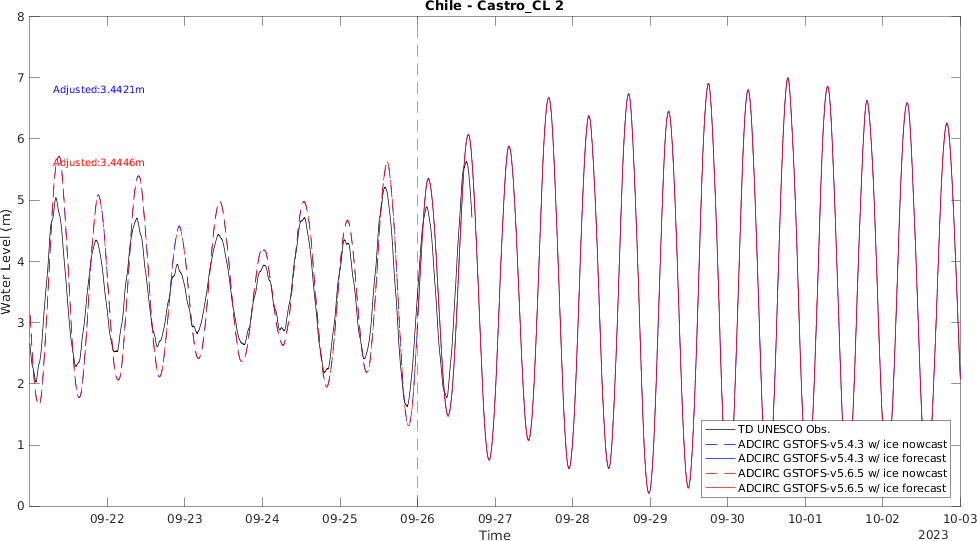 Chile - Castro_CL 2
8
7
6
5
4
3
2
1
0
Water Level (m)
Adjusted:3.4421m
Adjusted:3.4446m
TD UNESCO Obs.
ADCIRC GSTOFS-v5.4.3 w/ ice nowcast
ADCIRC GSTOFS-v5.4.3 w/ ice forecast
ADCIRC GSTOFS-v5.6.5 w/ ice nowcast
ADCIRC GSTOFS-v5.6.5 w/ ice forecast
09-22 09-23 09-24 09-25 09-26 09-27 09-28 09-29 09-30 10-01 10-02 10-03
Time
2023